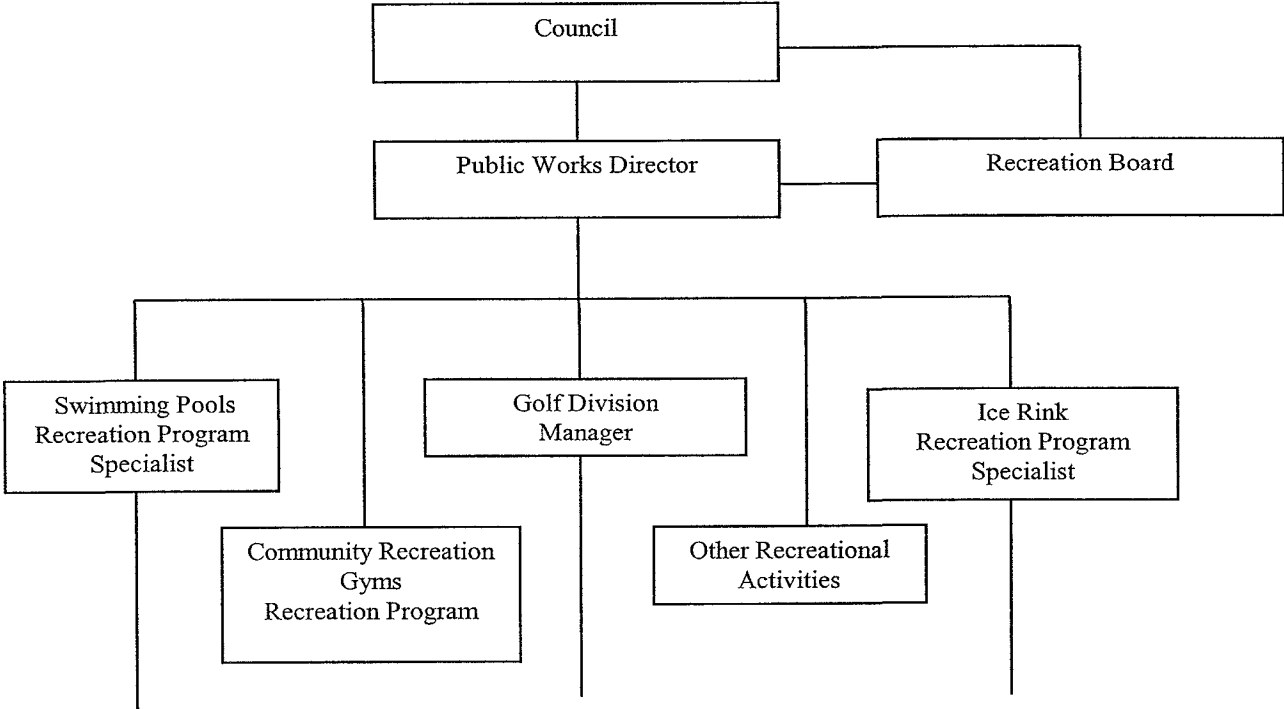 Council
Public Works Director
Recreation Board
Swimming Pools
Recreation Program
Specialist
Community Recreation
Gyms
Recreation Program
Golf Division
Manager
Other Recreational
Activities
Ice Rink
Recreation Program
Specialist